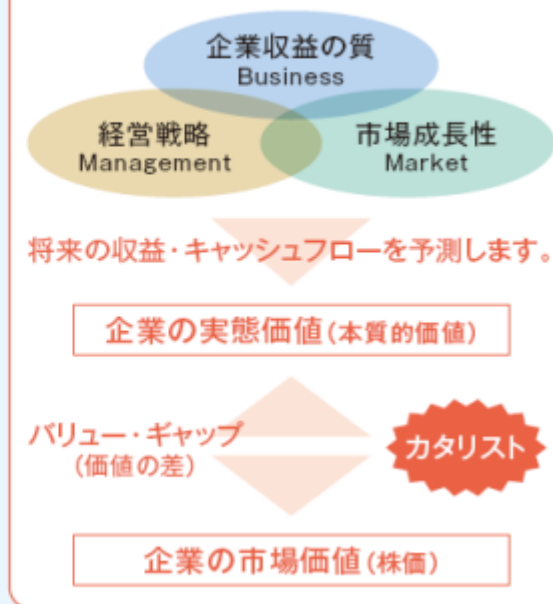 企業収益の質
Business
経営戦略
Management
市場成長性
Market
将来の収益・キャッシュフローを予測します。
企業の実態価値(本質的価値)
バリュー・ギャップ
(価値の差)
カタリスト
企業の市場価値(株価)